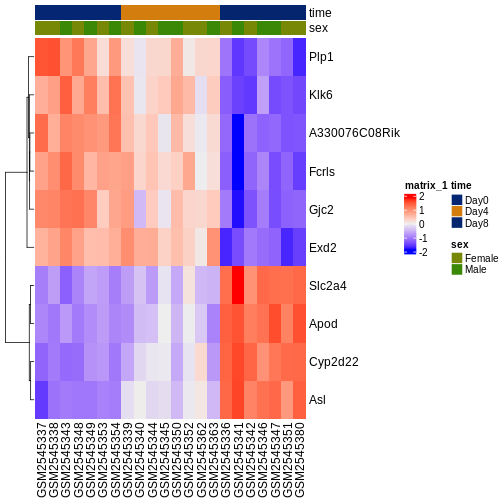 time
sex
Plp1
Klk6
A330076C08Rik
Fcrls
Gjc2
Exd2
Slc2a4
Apod
Cyp2d22
Asl
matrix_1
2
1
0
-1
-2
time
Day0
Day4
Day8
sex
Female
Male
GSM2545337
GSM2545338
GSM2545343
GSM2545348
GSM2545349
GSM2545353
GSM2545354
GSM2545339
GSM2545340
GSM2545344
GSM2545345
GSM2545350
GSM2545352
GSM2545362
GSM2545363
GSM2545336
GSM2545341
GSM2545342
GSM2545346
GSM2545347
GSM2545351
GSM2545380